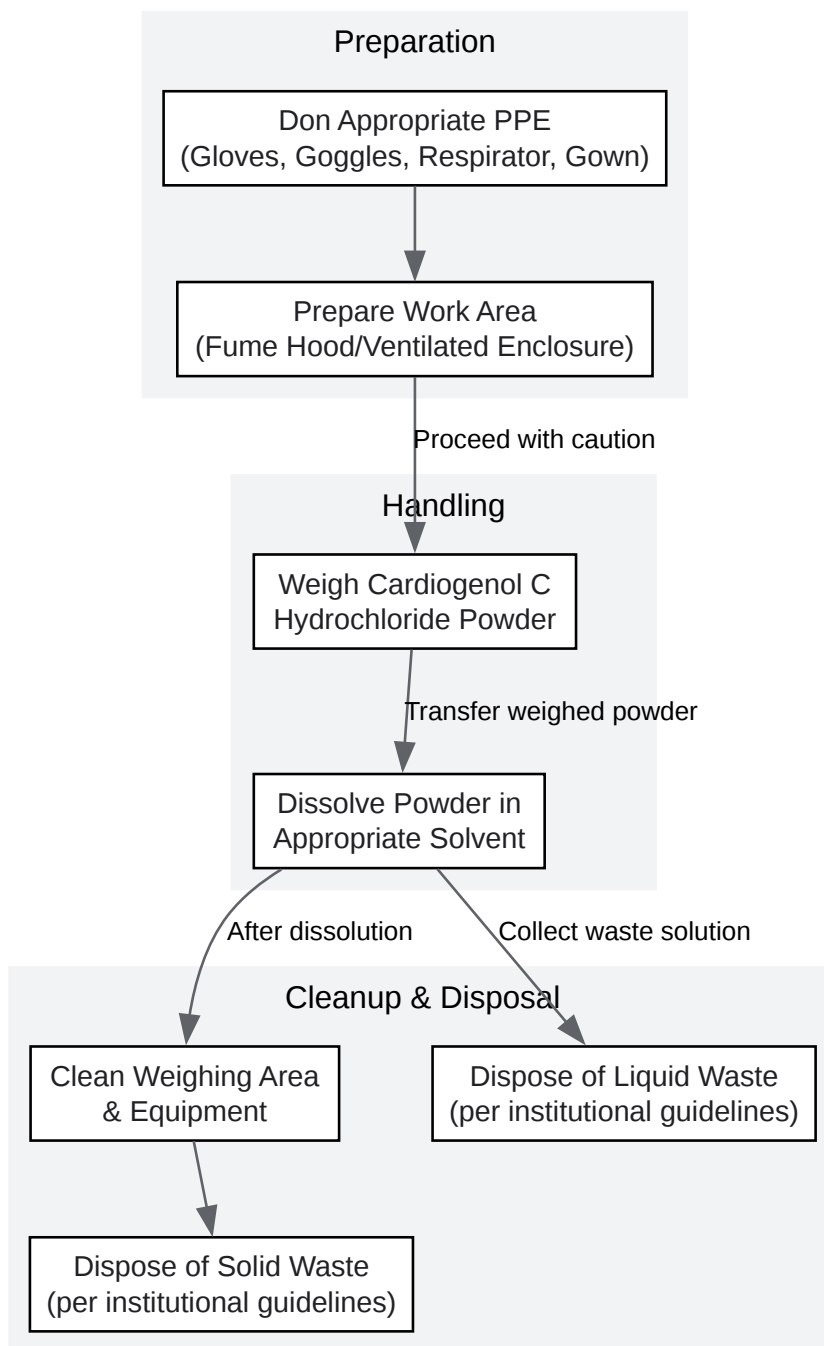 Preparation
Don Appropriate PPE
(Gloves, Goggles, Respirator, Gown)
Prepare Work Area
(Fume Hood/Ventilated Enclosure)
Proceed with caution
Handling
Weigh Cardiogenol C
Hydrochloride Powder
Transfer weighed powder
Dissolve Powder in
Appropriate Solvent
After dissolution
Collect waste solution
Cleanup & Disposal
Clean Weighing Area
& Equipment
Dispose of Liquid Waste
(per institutional guidelines)
Dispose of Solid Waste
(per institutional guidelines)